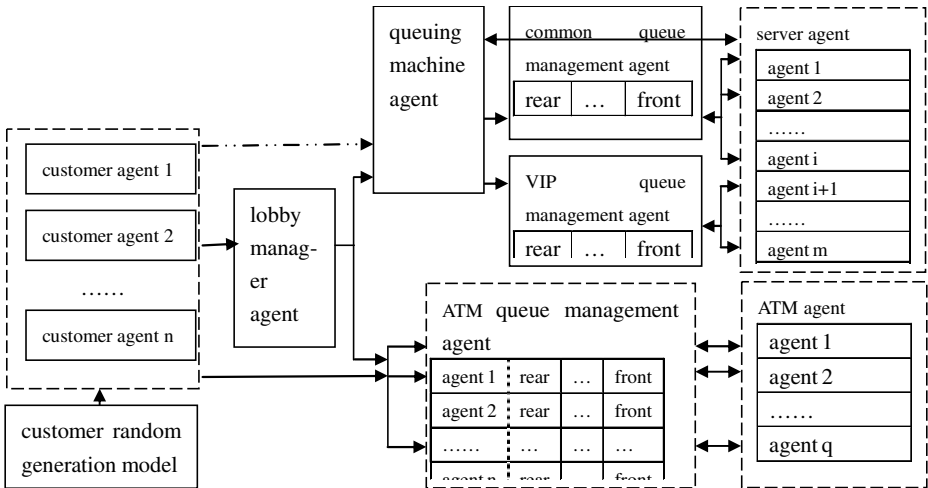 queuing
machine
agent
common queue
management agent
rear … front
VIP queue
management agent
rear … front
server agent
agent 1
agent 2
……
agent i
agent i+1
……
agent m
customer agent 1
customer agent 2
……
customer agent n
lobby
manag-
er
agent
customer random
generation model
ATM queue management
agent
agent 1 rear … front
agent 2 rear … front
…… … … …
agent n rear front
ATM agent
agent 1
agent 2
……
agent q